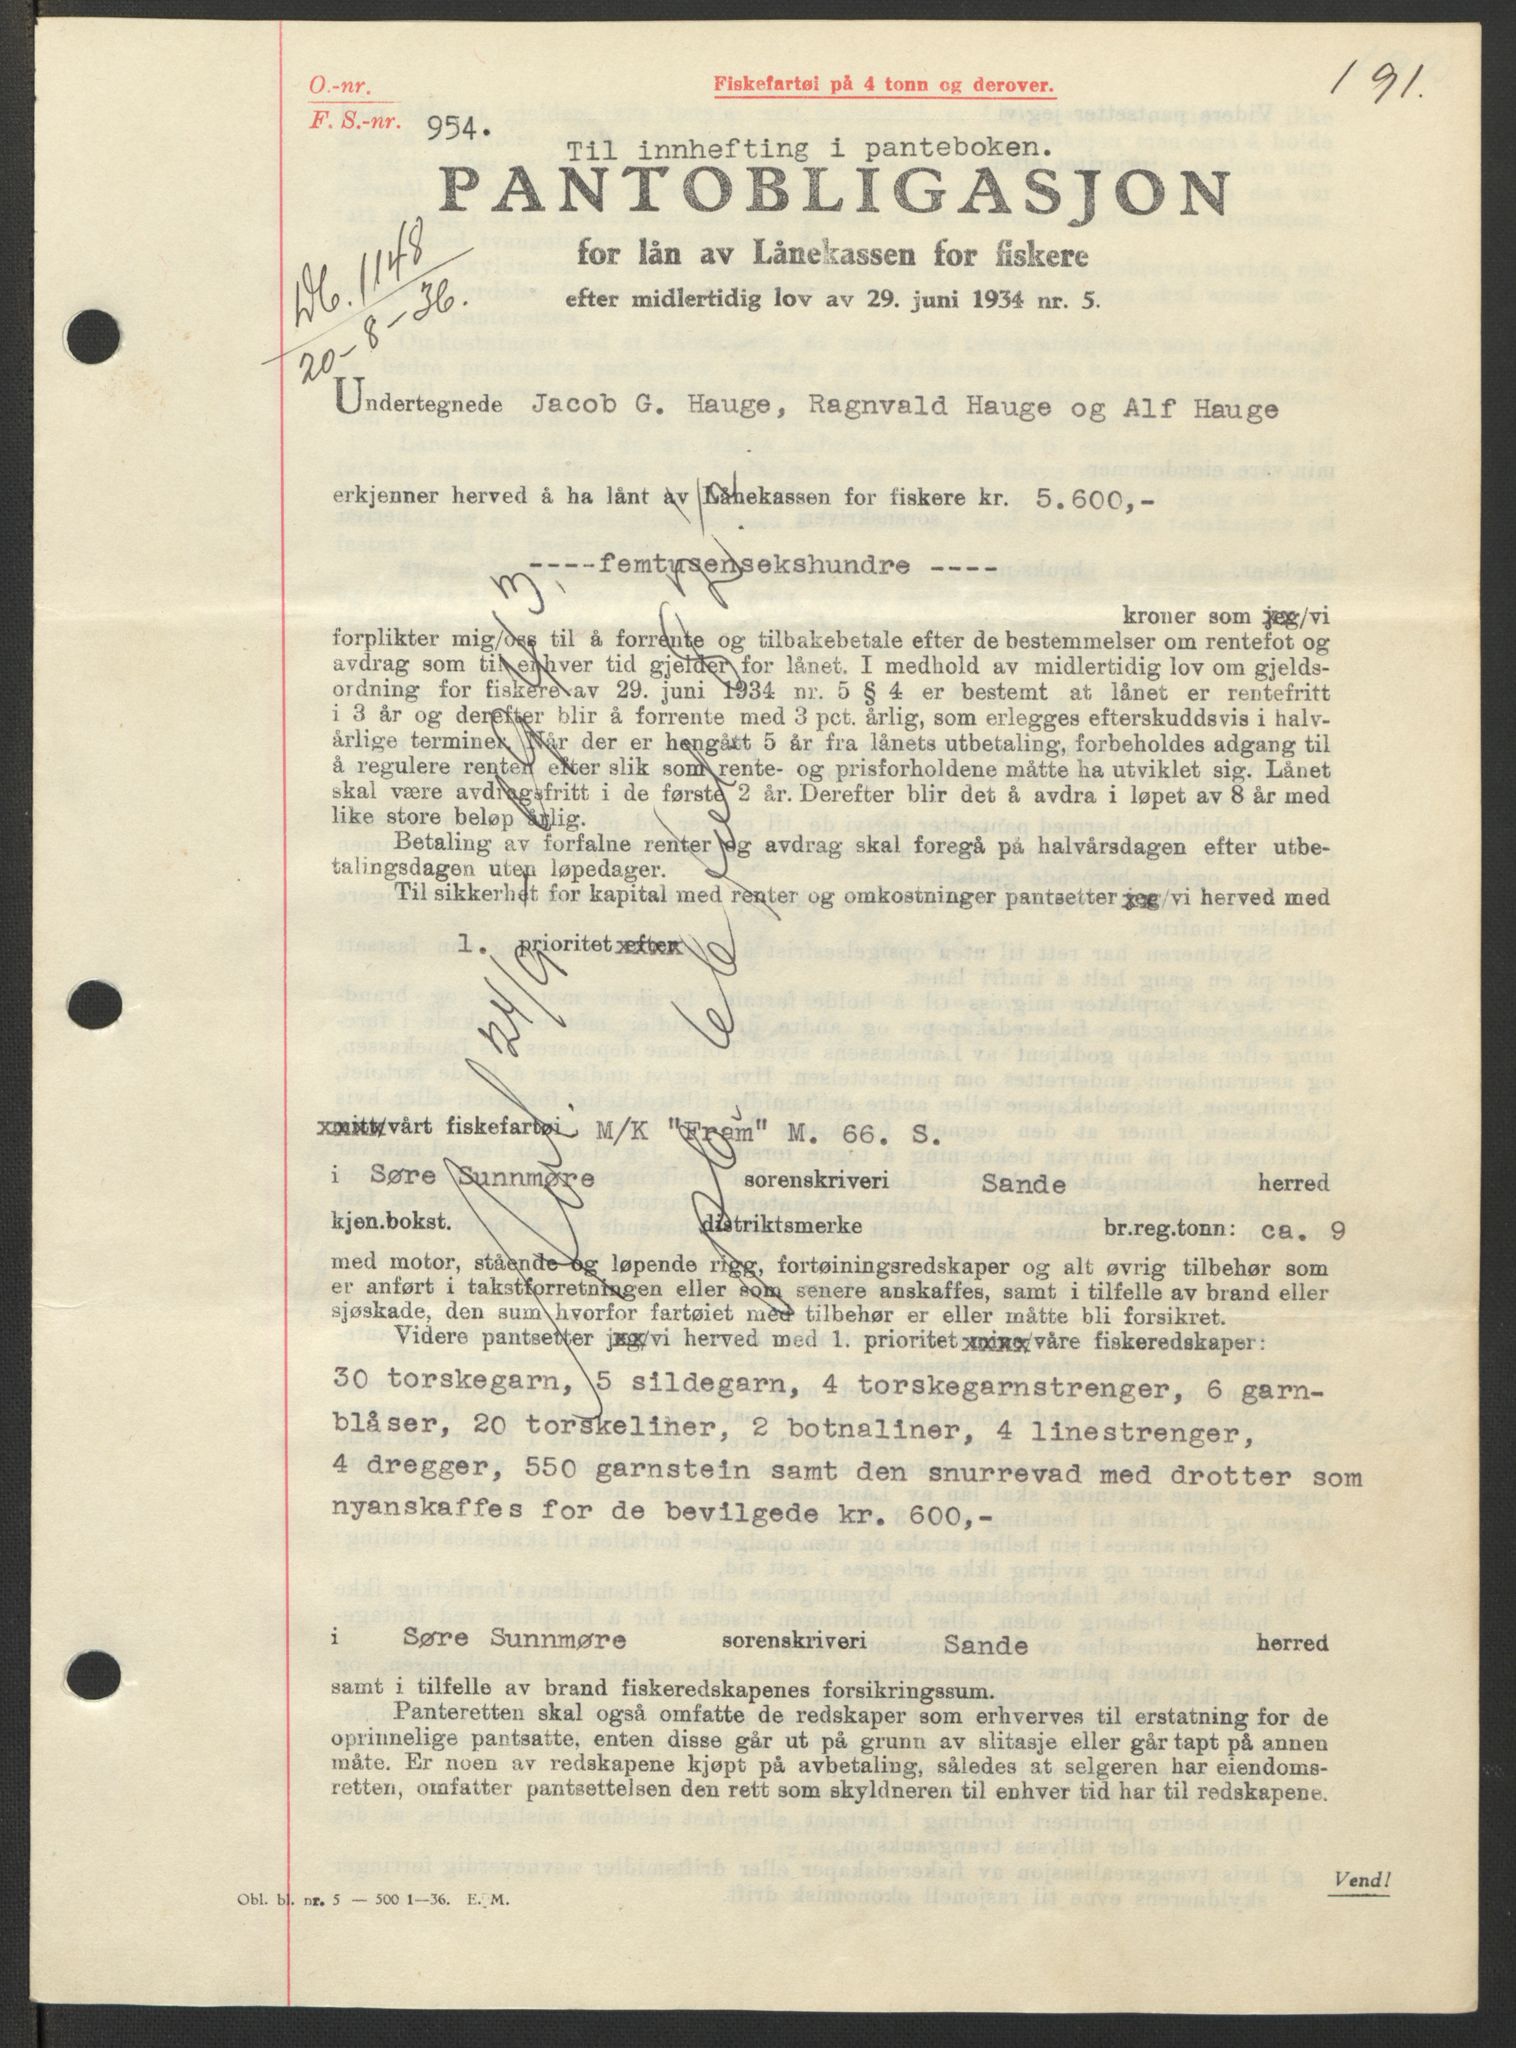 191.
O.-nr.
Fiskefartøi på 4 tonn og derover.
F. S.-nr. 954.
Til innhefting i panteboken.
PANTOBLIGASJON
for lån av Lånekassen for fiskere
efter midlertidig lov av 29. juni 1934 nr. 5.
Db. 1148
20-8-36.
Undertegnede Jacob G. Hauge, Ragnvald Hauge og Alf Hauge
erkjenner herved å ha lånt av Lånekassen for fiskere kr. 5.600,-
----femtusensekshundre ----
kroner som jeg/vi
forplikter mig/oss til å forrente og tilbakebetale efter de bestemmelser om rentefot og
avdrag som til enhver tid gjelder for lånet. I medhold av midlertidig lov om gjelds-
ordning for fiskere av 29. juni 1934 nr. 5 § 4 er bestemt at lånet er rentefritt
i 3 år og derefter blir å forrente med 3 pct. årlig, som erlegges efterskuddsvis i halv-
årlige terminer. Når der er hengått 5 år fra lånets utbetaling, forbeholdes adgang til
å regulere renten efter slik som rente- og prisforholdene måtte ha utviklet sig. Lånet
skal være avdragsfritt i de første 2 år. Derefter blir det å avdra i løpet av 8 år med
like store beløp årlig.
Betaling av forfalne renter og avdrag skal foregå på halvårsdagen efter utbe-
talingsdagen uten løpedager.
Til sikkerhet for kapital med renter og omkostninger pantsetter jeg/vi herved med
1. prioritet efter
mitt/vårt fiskefartøi M/K "Fram" M. 66. S.
i Søre Sunnmøre sorenskriveri Sande herred
kjen.bokst. distriktsmerke br.reg.tonn: ca. 9
med motor, stående og løpende rigg, fortøiningsredskaper og alt øvrig tilbehør som
er anført i takstforretningen eller som senere anskaffes, samt i tilfelle av brand eller
sjøskade, den sum hvorfor fartøiet med tilbehør er eller måtte bli forsikret.
Videre pantsetter jeg/vi herved med 1. prioritet mine/våre fiskeredskaper:
30 torskegarn, 5 sildegarn, 4 torskegarnstrenger, 6 garn-
blåser, 20 torskeliner, 2 botnaliner, 4 linestrenger,
4 dregger, 550 garnstein samt den snurrevad med drotter som
nyanskaffes for de bevilgede kr. 600,-
i Søre Sunnmøre sorenskriveri Sande herred
samt i tilfelle av brand fiskeredskapenes forsikringssum.
Panteretten skal også omfatte de redskaper som erhverves til erstatning for de
oprinnelige pantsatte, enten disse går ut på grunn av slitasje eller går tapt på annen
måte. Er noen av redskapene kjøpt på avbetaling, således at selgeren har eiendoms-
retten, omfatter pantsettelsen den rett som skyldneren til enhver tid har til redskapene.
Vend!
Obl. bl. nr. 5 — 500 1—36. E. M.